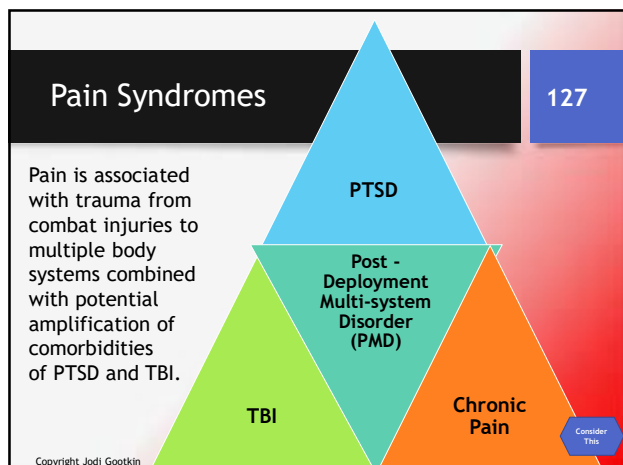 Pain Syndromes
127
Pain is associated
with trauma from
combat injuries to
multiple body
systems combined
with potential
amplification of
comorbidities
of PTSD and TBI.
PTSD
Post -
Deployment
Multi-system
Disorder
(PMD)
TBI
Chronic
Pain
Consider
This
Copyright Jodi Gootkin